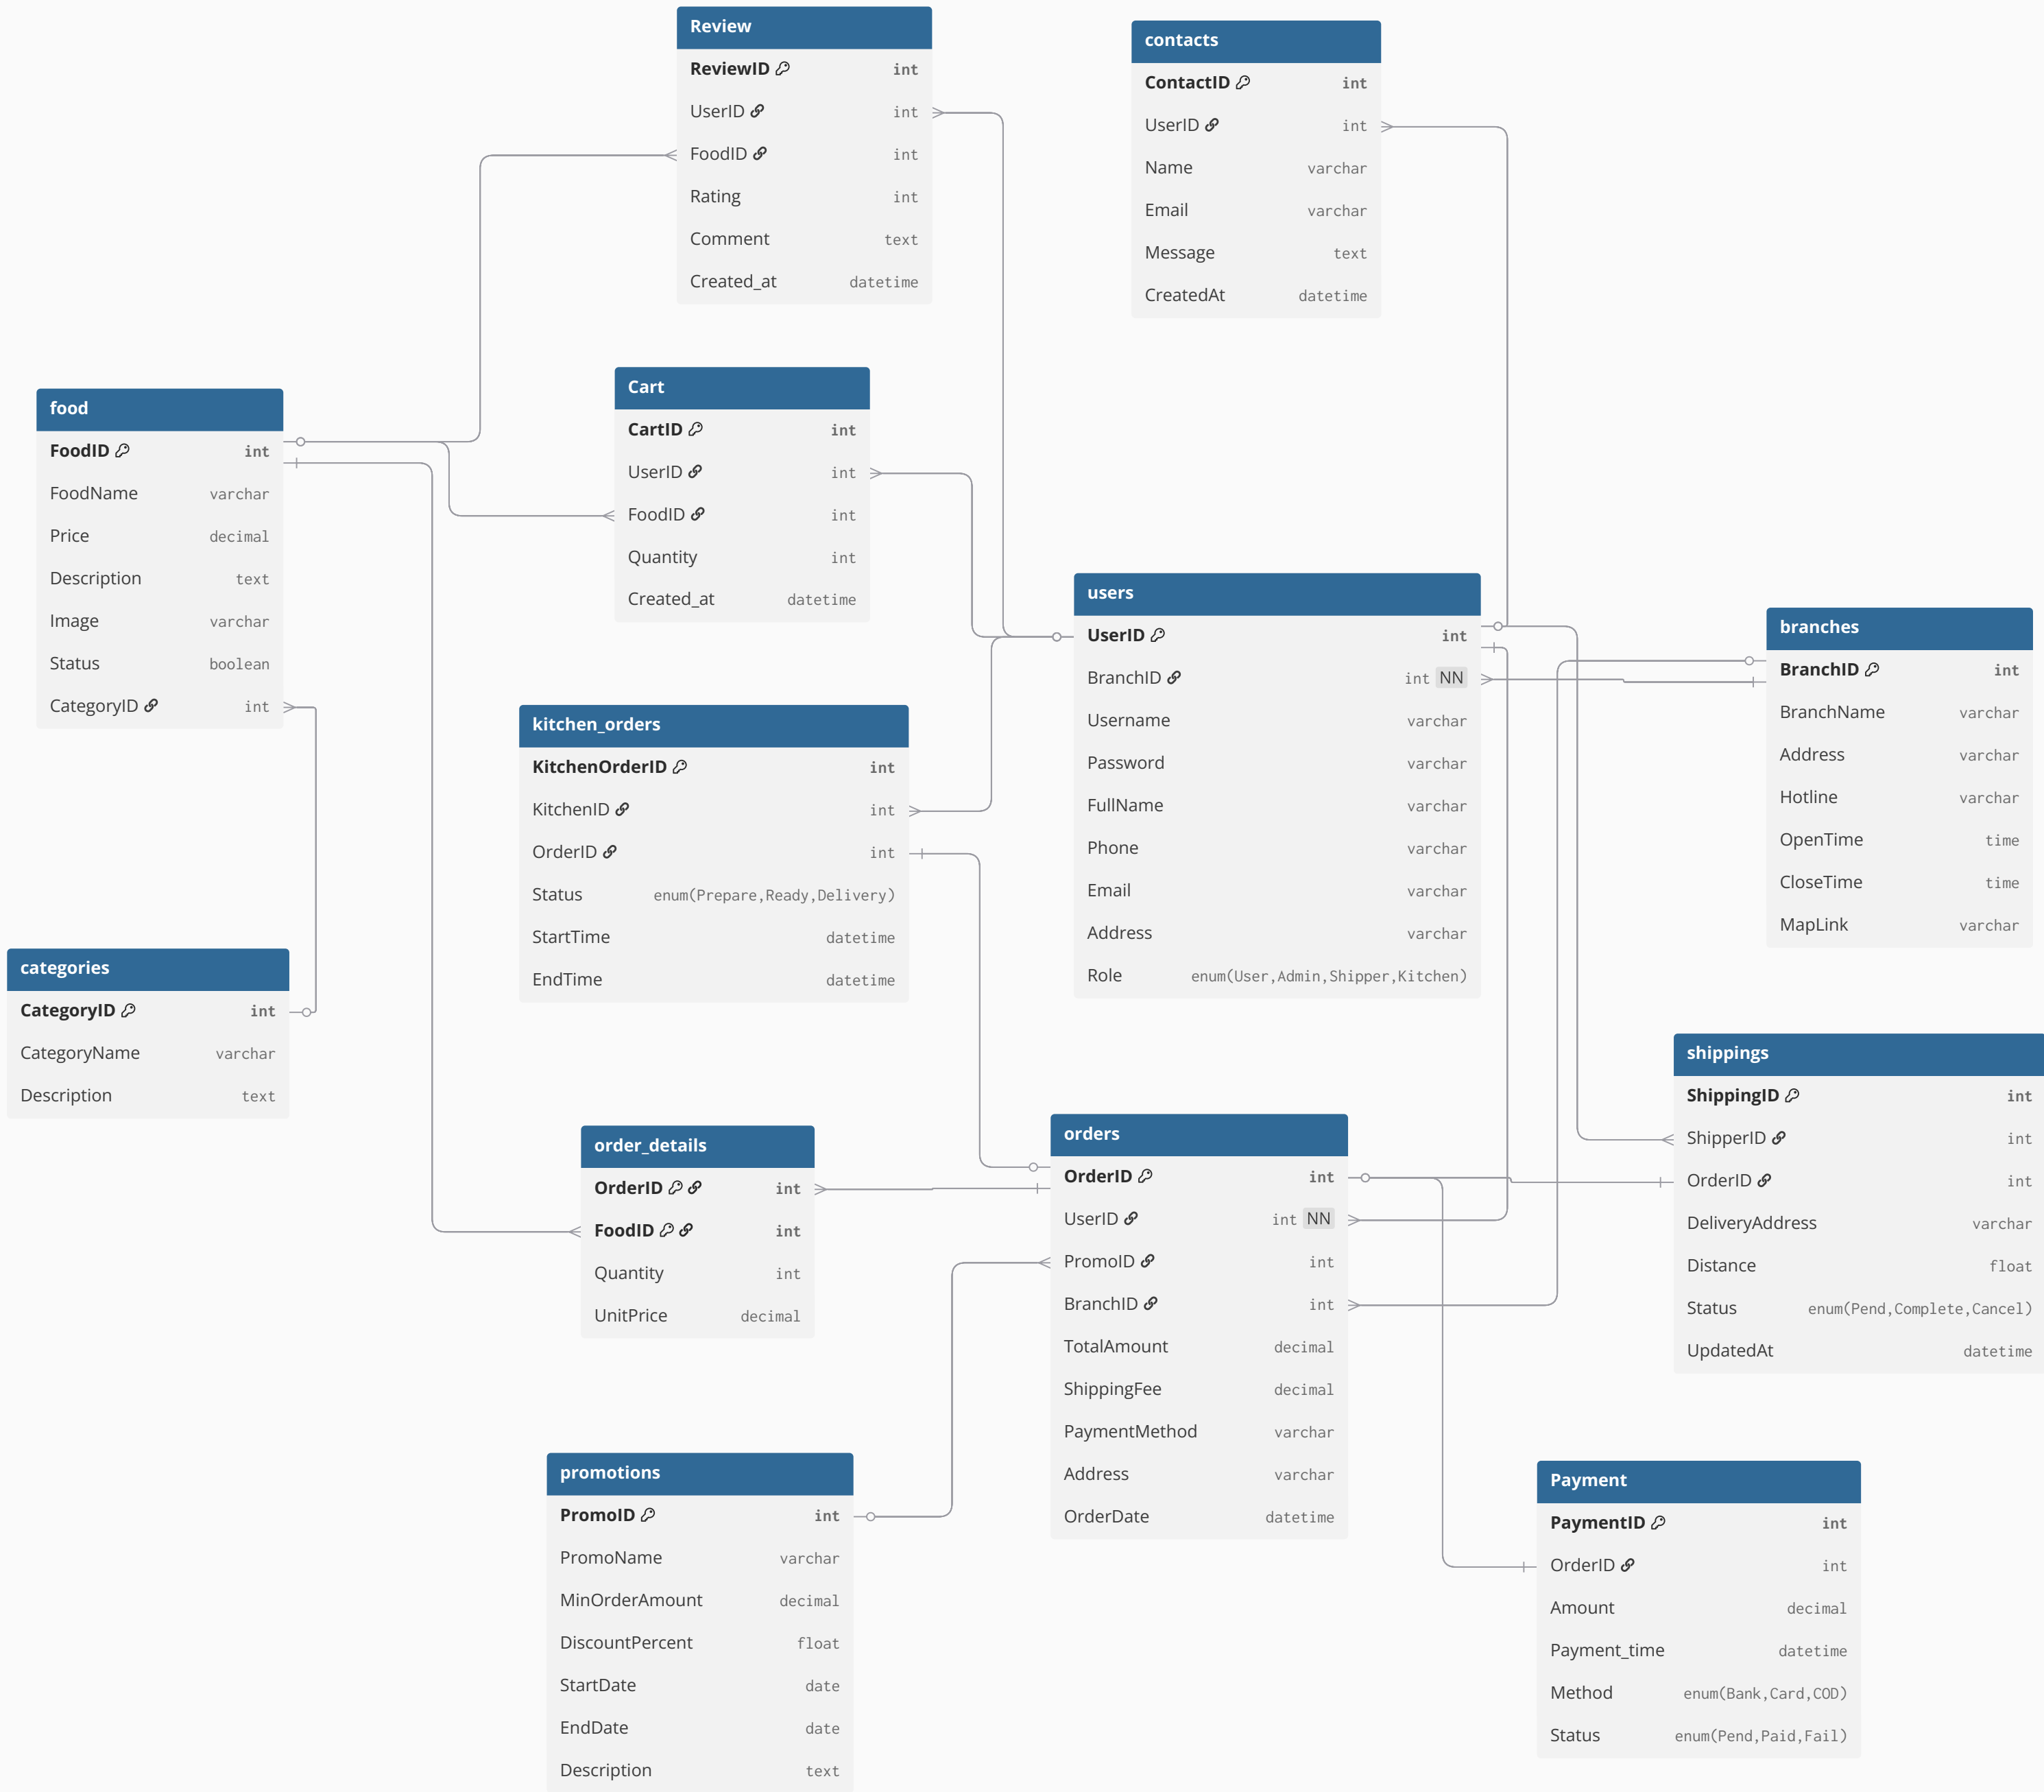 Review
ReviewID int
UserID int
FoodID int
Rating int
Comment text
Created_at datetime
contacts
ContactID int
UserID int
Name varchar
Email varchar
Message text
CreatedAt datetime
food
FoodID int
FoodName varchar
Price decimal
Description text
Image varchar
Status boolean
CategoryID int
Cart
CartID int
UserID int
FoodID int
Quantity int
Created_at datetime
users
UserID int
BranchID int NN
Username varchar
Password varchar
FullName varchar
Phone varchar
Email varchar
Address varchar
Role enum(User,Admin,Shipper,Kitchen)
branches
BranchID int
BranchName varchar
Address varchar
Hotline varchar
OpenTime time
CloseTime time
MapLink varchar
kitchen_orders
KitchenOrderID int
KitchenID int
OrderID int
Status enum(Prepare,Ready,Delivery)
StartTime datetime
EndTime datetime
categories
CategoryID int
CategoryName varchar
Description text
order_details
OrderID int
FoodID int
Quantity int
UnitPrice decimal
orders
OrderID int
UserID int NN
PromoID int
BranchID int
TotalAmount decimal
ShippingFee decimal
PaymentMethod varchar
Address varchar
OrderDate datetime
shippings
ShippingID int
ShipperID int
OrderID int
DeliveryAddress varchar
Distance float
Status enum(Pend,Complete,Cancel)
UpdatedAt datetime
promotions
PromoID int
PromoName varchar
MinOrderAmount decimal
DiscountPercent float
StartDate date
EndDate date
Description text
Payment
PaymentID int
OrderID int
Amount decimal
Payment_time datetime
Method enum(Bank,Card,COD)
Status enum(Pend,Paid,Fail)